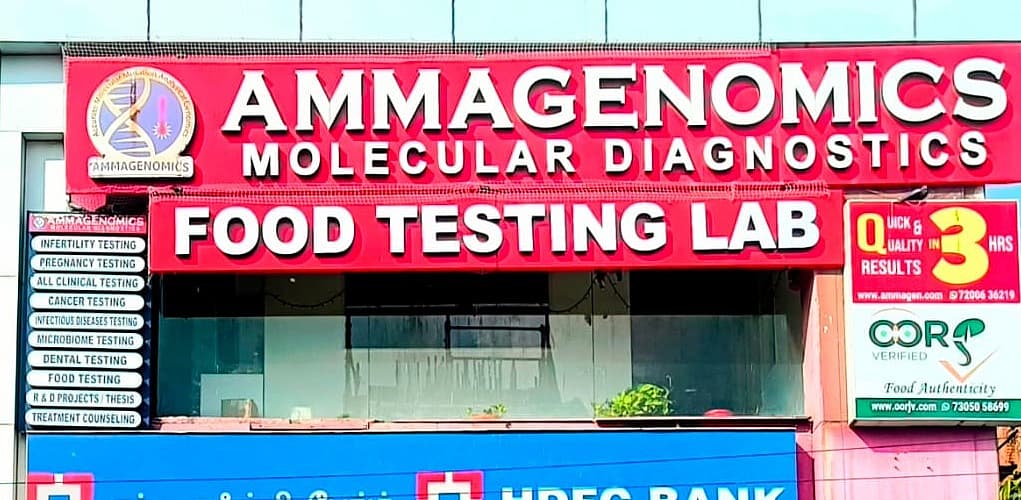 AMMAGENOMICS
MOLECULAR DIAGNOSTICS
AMMAGENOMICS
FOOD TESTING LAB
AMMAGENOMICS
MOLECULAR DIAGNOSTICS
INFERTILITY TESTING
PREGNANCY TESTING
ALL CLINICAL TESTING
CANCER TESTING
INFECTIOUS DISEASES TESTING
MICROBIOME TESTING
DENTAL TESTING
FOOD TESTING
R & D PROJECTS / THESIS
TREATMENT COUNSELING
QUICK &
QUALITY IN 3 HRS
RESULTS
www.ammagen.com 72006 36219
OOR
VERIFIED
Food Authenticity
www.oorjv.com 73050 58699
HDFC BANK